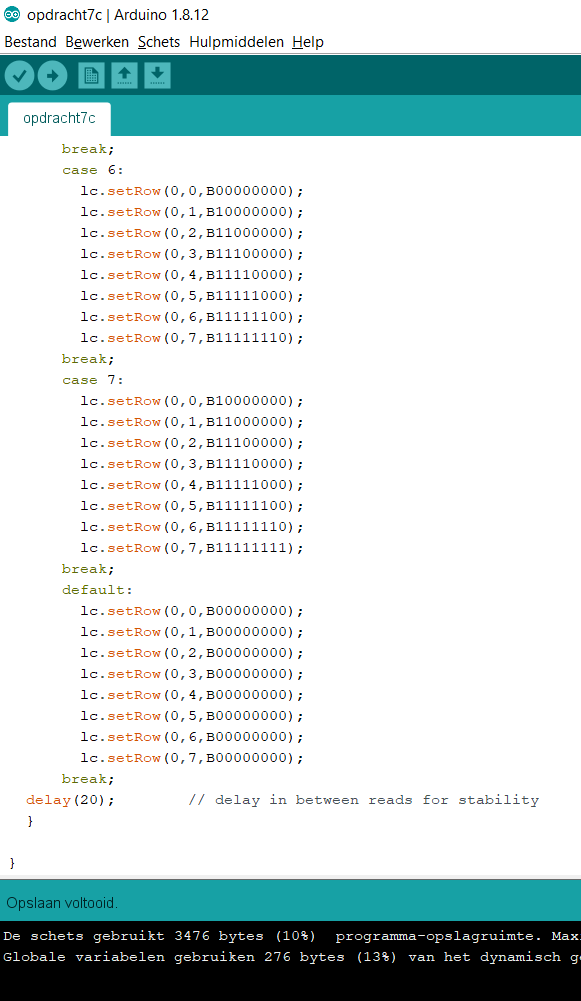 opdracht7c | Arduino 1.8.12
Bestand Bewerken Schets Hulpmiddelen Help
opdracht7c
break;
case 6:
lc.setRow(0,0,B00000000);
lc.setRow(0,1,B10000000);
lc.setRow(0,2,B11000000);
lc.setRow(0,3,B11100000);
lc.setRow(0,4,B11110000);
lc.setRow(0,5,B11111000);
lc.setRow(0,6,B11111100);
lc.setRow(0,7,B11111110);
break;
case 7:
lc.setRow(0,0,B10000000);
lc.setRow(0,1,B11000000);
lc.setRow(0,2,B11100000);
lc.setRow(0,3,B11110000);
lc.setRow(0,4,B11111000);
lc.setRow(0,5,B11111100);
lc.setRow(0,6,B11111110);
lc.setRow(0,7,B11111111);
break;
default:
lc.setRow(0,0,B00000000);
lc.setRow(0,1,B00000000);
lc.setRow(0,2,B00000000);
lc.setRow(0,3,B00000000);
lc.setRow(0,4,B00000000);
lc.setRow(0,5,B00000000);
lc.setRow(0,6,B00000000);
lc.setRow(0,7,B00000000);
break;
delay(20); // delay in between reads for stability
}
}
Opslaan voltooid.
De schets gebruikt 3476 bytes (10%) programma-opslagruimte. Max
Globale variabelen gebruiken 276 bytes (13%) van het dynamisch g